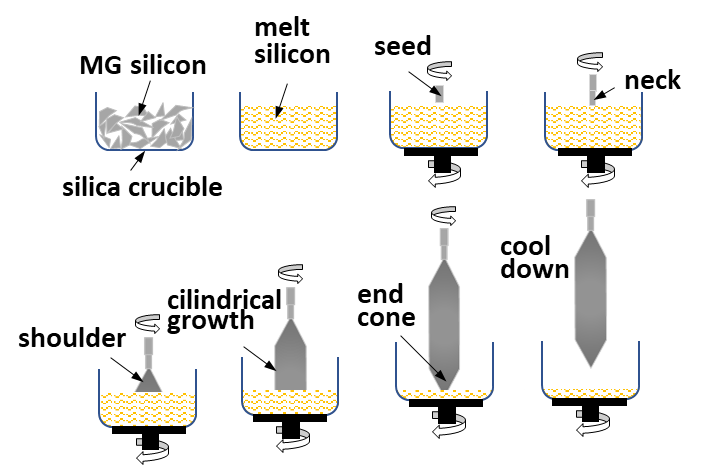 MG silicon
silica crucible
melt
silicon
seed
neck
shoulder
cilindrical
growth
end
cone
cool
down